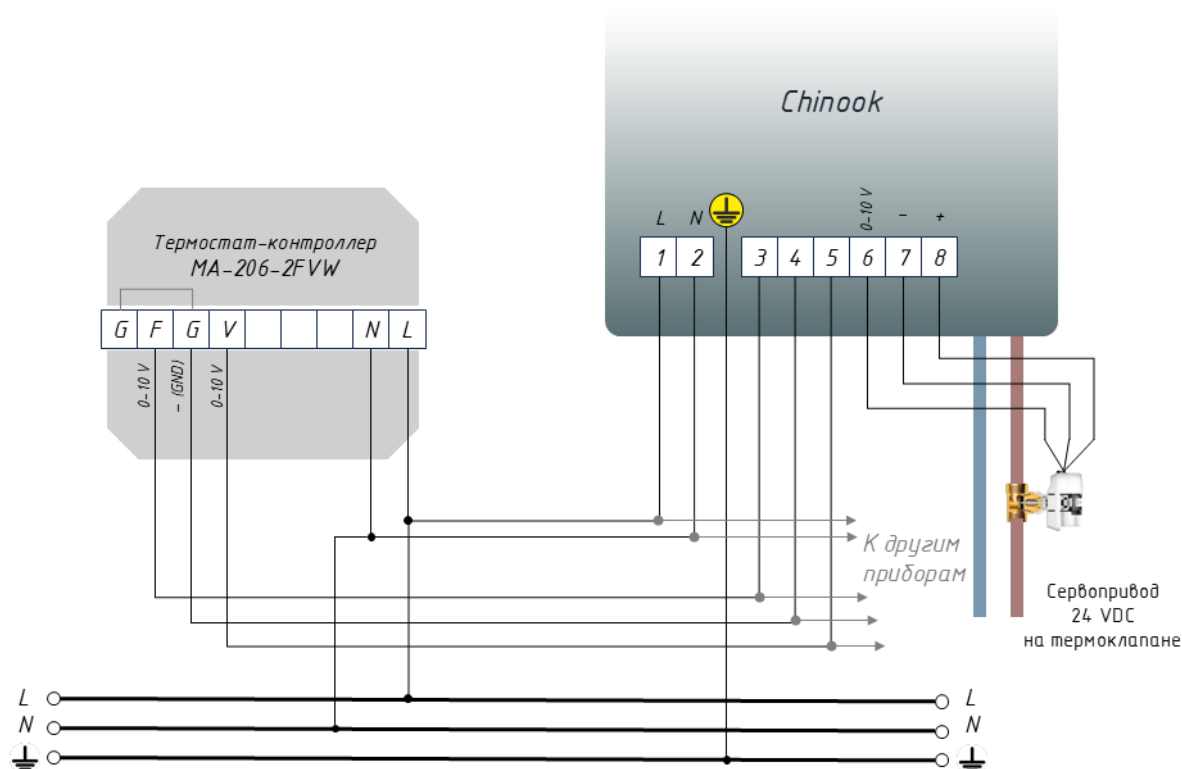 Chinook
L N 0-10 V - +
1 2 3 4 5 6 7 8
Термостат-контроллер
MA-206-2FVW
G F G V N L
0-10 V
- (GND)
0-10 V
К другим
приборам
Сервопривод
24 VDC
на термоклапане
L L
N N